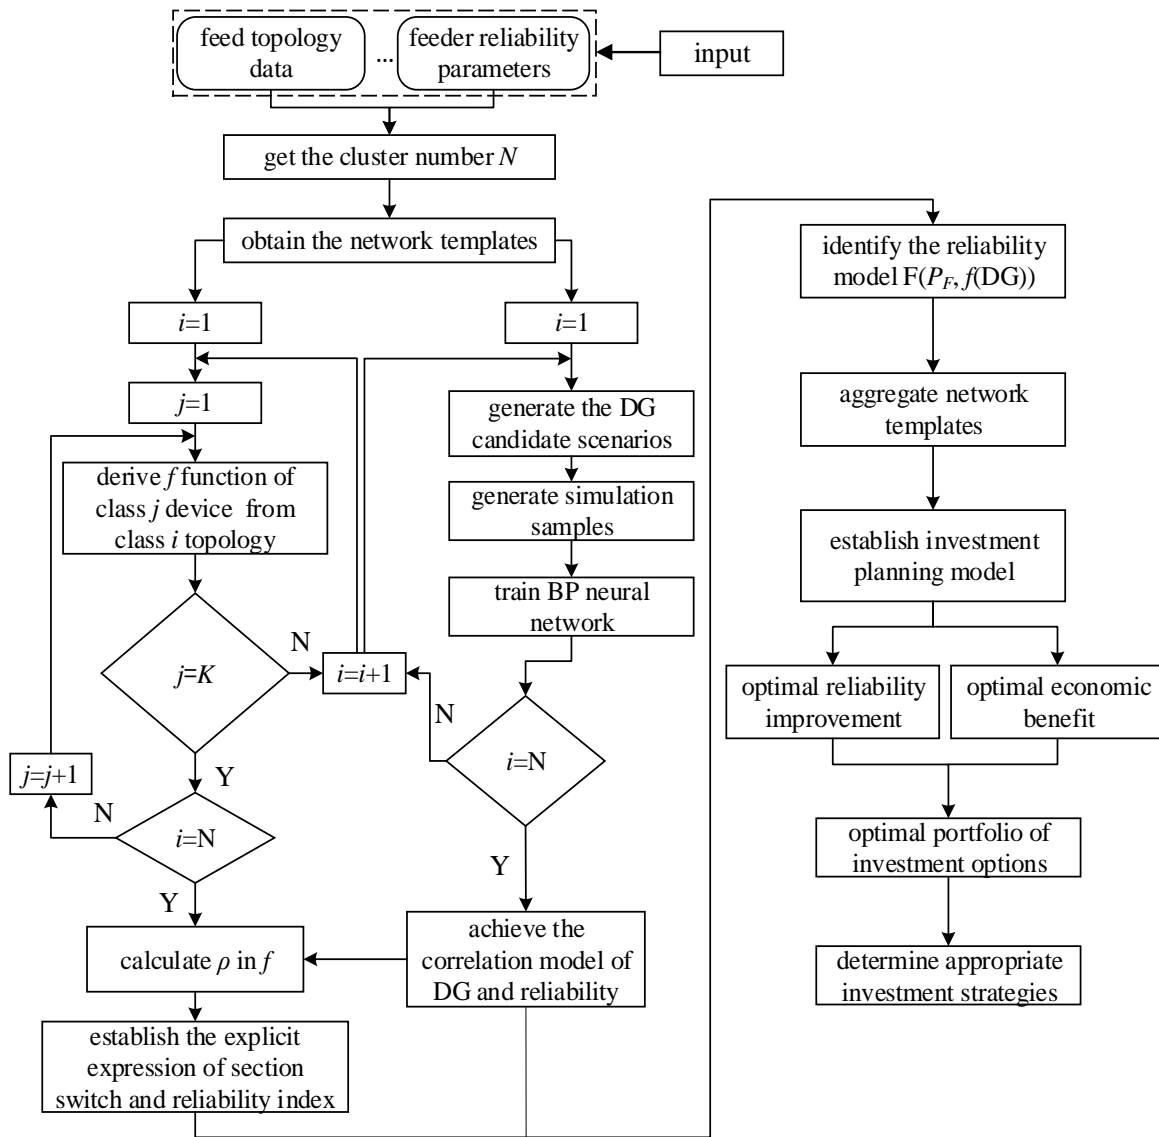 feed topology
data
...
feeder reliability
parameters
input
get the cluster number N
obtain the network templates
i=1
j=1
derive f function of
class j device from
class i topology
j=K
N
Y
j=j+1
N
i=N
Y
calculate ρ in f
establish the explicit
expression of section
switch and reliability index
i=1
generate the DG
candidate scenarios
generate simulation
samples
train BP neural
network
i=i+1
N
i=N
Y
achieve the
correlation model of
DG and reliability
identify the reliability
model F(P_F, f(DG))
aggregate network
templates
establish investment
planning model
optimal reliability
improvement
optimal economic
benefit
optimal portfolio of
investment options
determine appropriate
investment strategies